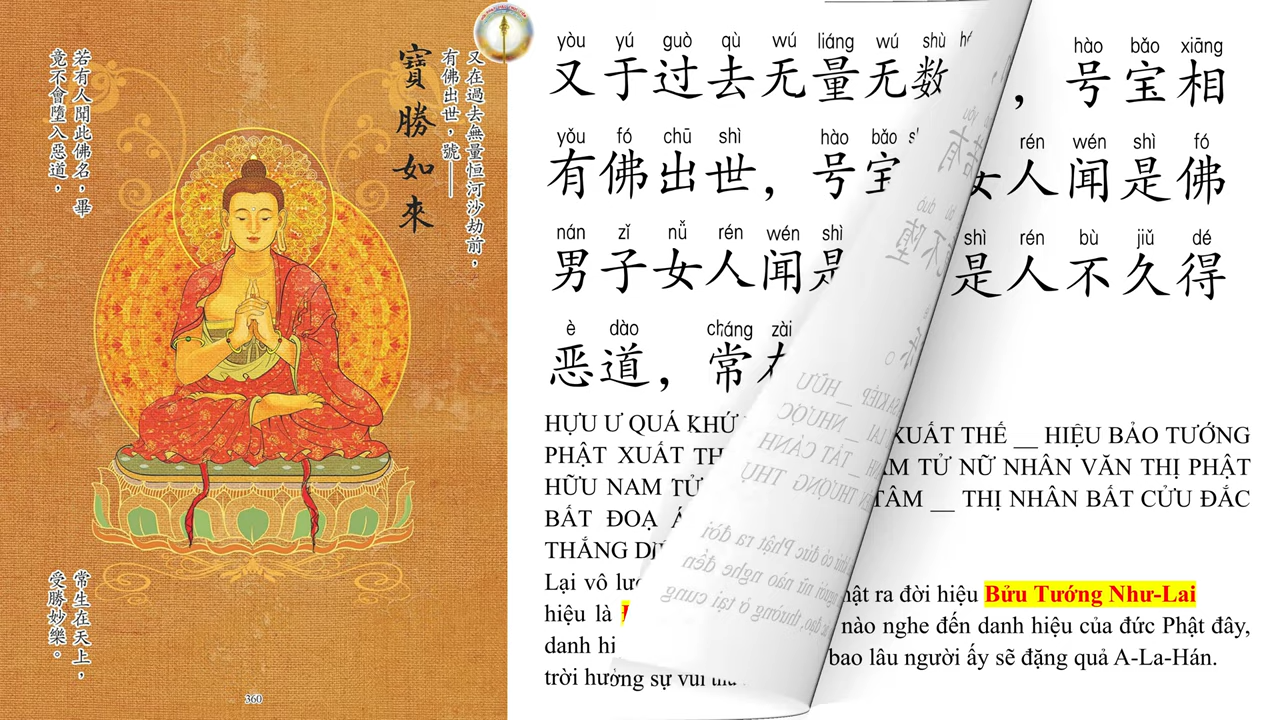 又在過去無量恒河沙劫前，
有佛出世，號——
寶勝如來
若有人聞此佛名，畢
竟不會墮入惡道，
常生在天上，
受勝妙樂。
360
yòu yú guò qù wú liáng wú shù
又于过去无量无数
hào bǎo xiāng
，号宝相
yǒu fó chū shì hào bǎo
有佛出世，号宝
rén wén shì fó
女人闻是佛
nán zǐ nǚ rén wén shì
男子女人闻是
shì rén bù jiǔ dé
是人不久得
è dào cháng zài
恶道，常在
HỰU Ư QUÁ KHỨ
XUẤT THẾ __ HIỆU BẢO TƯỚNG
PHẬT XUẤT TH
TỬ NỮ NHÂN VĂN THỊ PHẬT
HỮU NAM TỬ
TÂM __ THỊ NHÂN BẤT CỬU ĐẮC
BẤT ĐOẠ Á
THẮNG DI
Lại vô lượ
ra đời hiệu Bửu Tướng Như-Lai
hiệu là
nào nghe đến danh hiệu của đức Phật đây,
danh hi
bao lâu người ấy sẽ đặng quả A-La-Hán.
trời hưởng sự vui